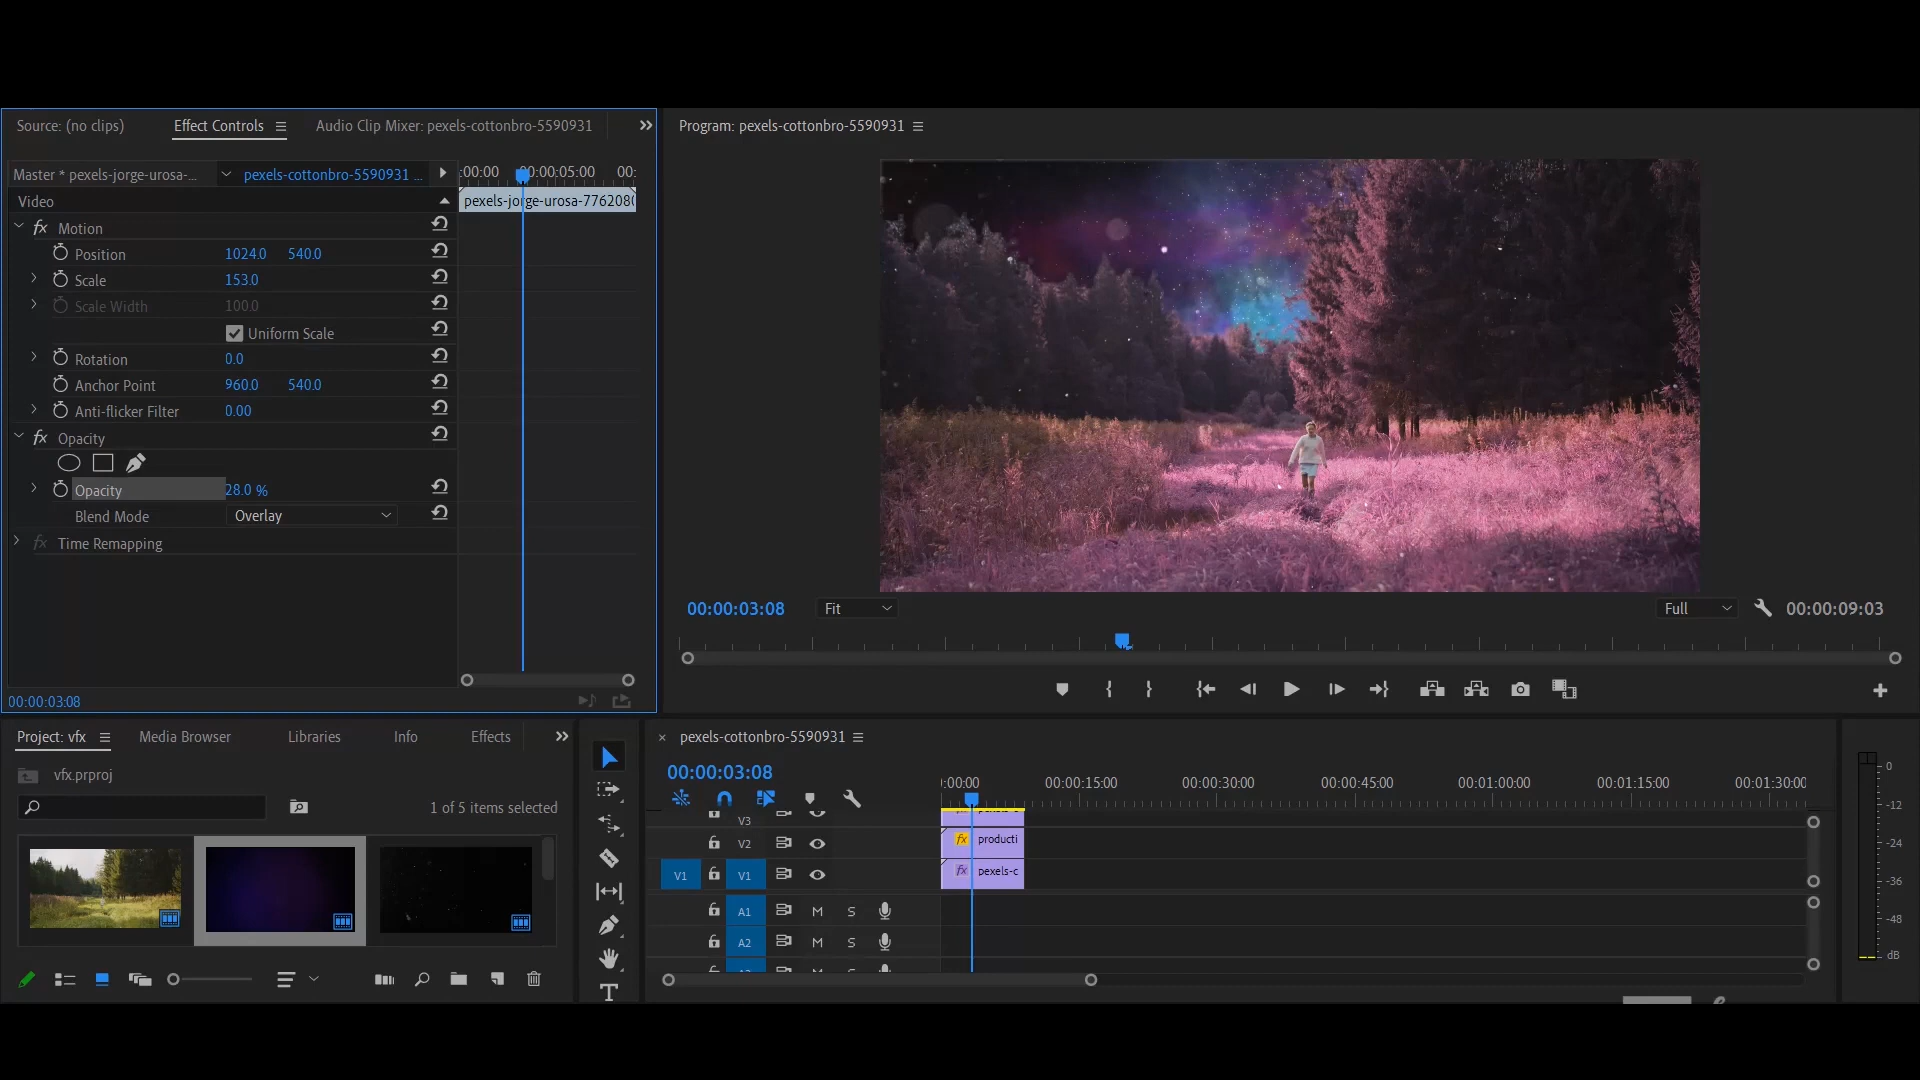 Source: (no clips)
Effect Controls
Audio Clip Mixer: pexels-cottonbro-5590931
Program: pexels-cottonbro-5590931
Master * pexels-jorge-urosa-...
pexels-cottonbro-5590931 ...
:00:00
00:00:05:00
00:
Video
pexels-jorge-urosa-7762080
fx Motion
Position 1024.0 540.0
Scale 153.0
Scale Width 100.0
Uniform Scale
Rotation 0.0
Anchor Point 960.0 540.0
Anti-flicker Filter 0.00
fx Opacity
Opacity 28.0 %
Blend Mode Overlay
fx Time Remapping
00:00:03:08
00:00:03:08
Fit
Full
00:00:09:03
Project: vfx
Media Browser
Libraries
Info
Effects
vfx.prproj
1 of 5 items selected
T
× pexels-cottonbro-5590931
00:00:03:08
:00:00
00:00:15:00
00:00:30:00
00:00:45:00
00:01:00:00
00:01:15:00
00:01:30:00
V3
V2
fx producti
V1
V1
fx pexels-c
A1
M
S
A2
M
S
0
-12
-24
-36
-48
dB